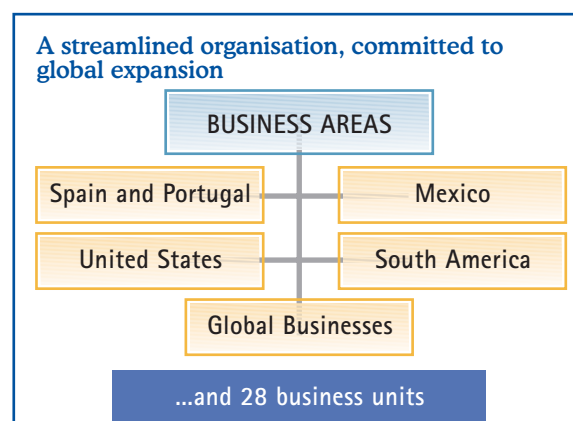 A streamlined organisation, committed to
global expansion
BUSINESS AREAS
Spain and Portugal
Mexico
United States
South America
Global Businesses
...and 28 business units